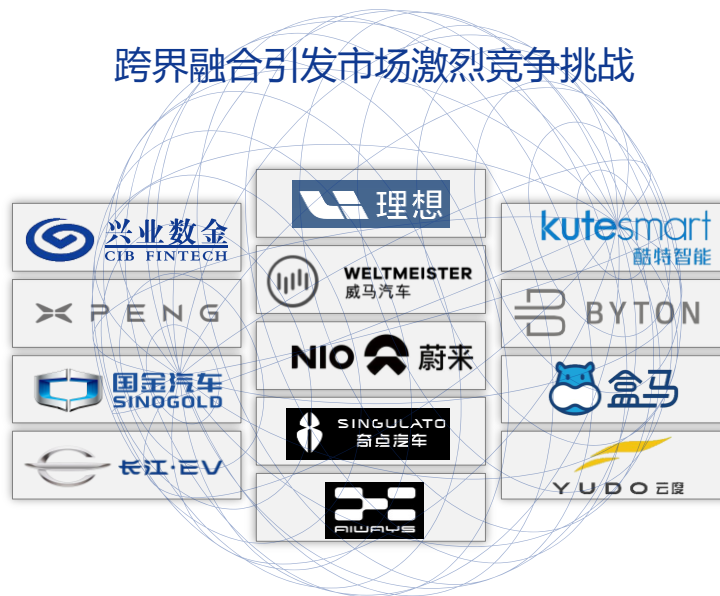 跨界融合引发市场激烈竞争挑战
兴业数金
CIB FINTECH
XPENG
国金汽车
SINOGOLD
长江·EV
理想
WELTMEISTER
威马汽车
NIO 蔚来
SINGULATO
奇点汽车
AIWAYS
kutesmart
酷特智能
BYTON
盒马
YUDO 云度